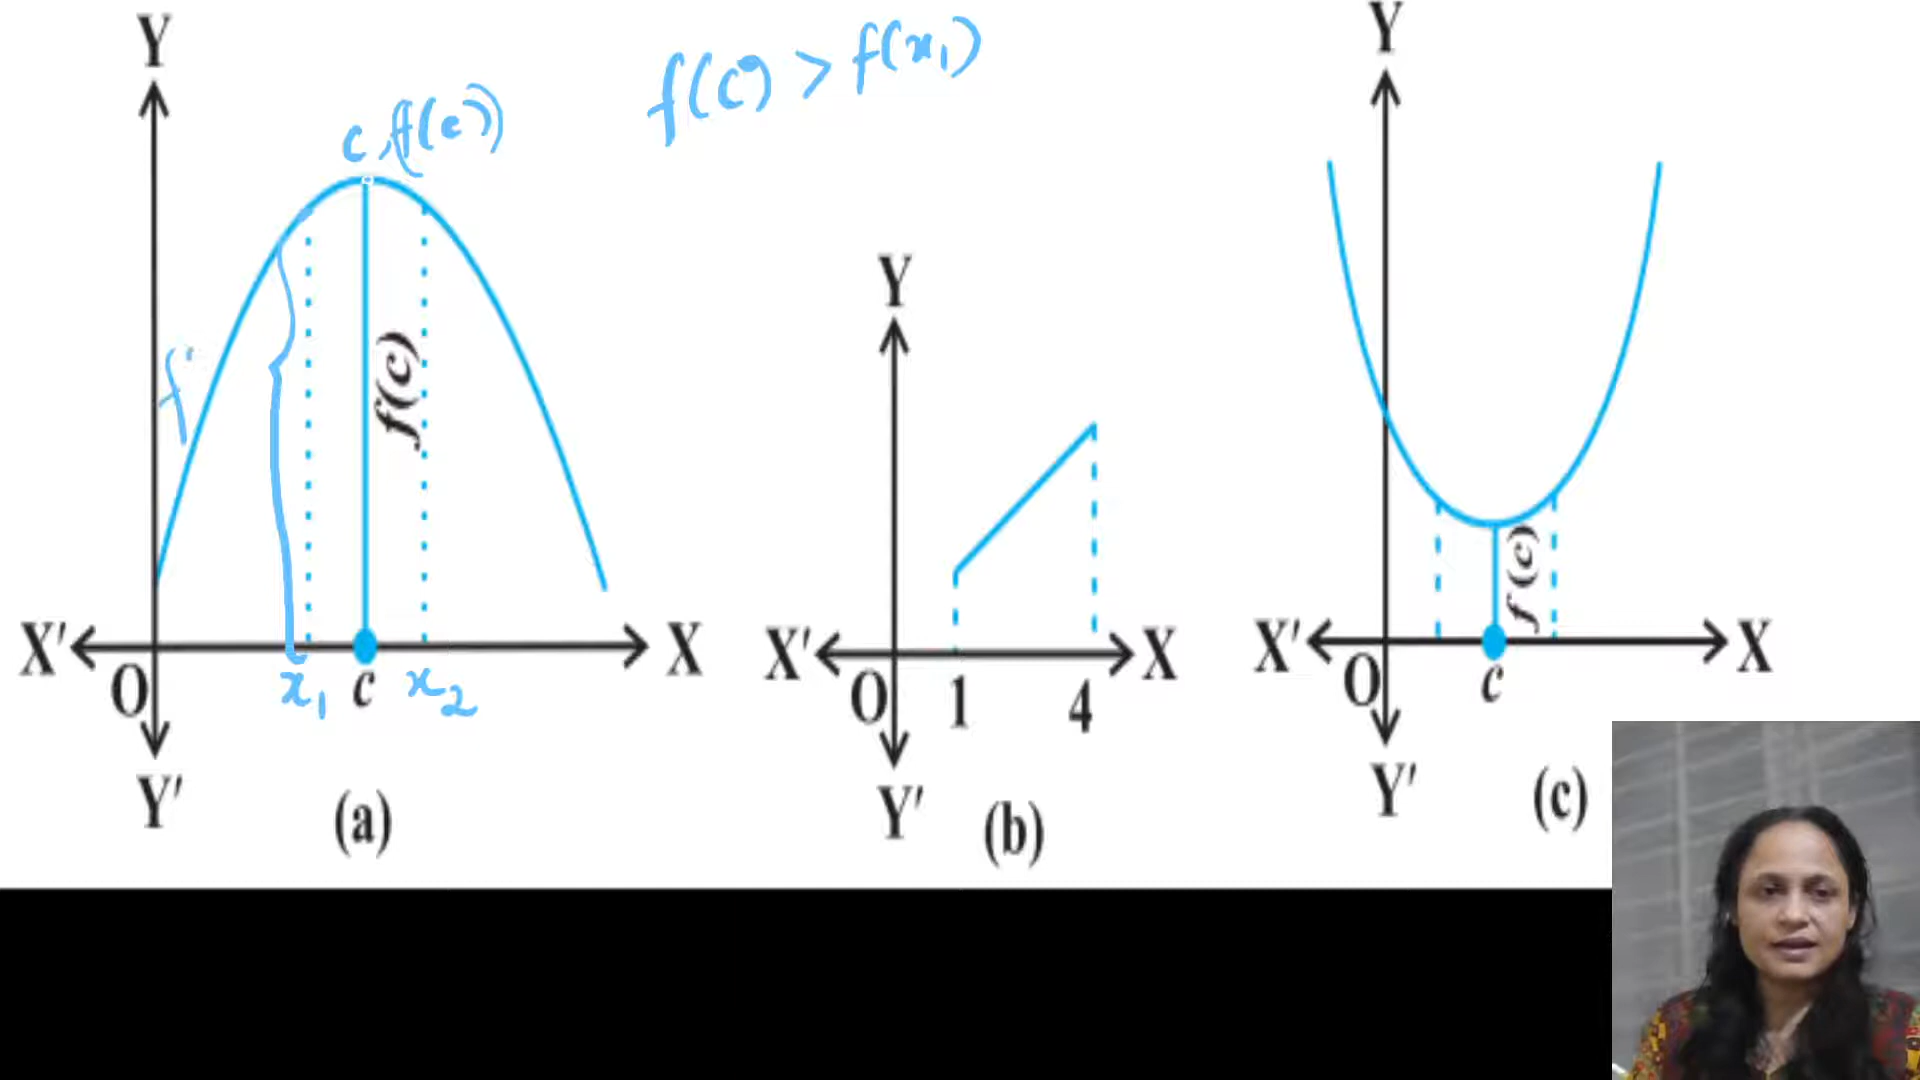 f(c) > f(x₁)
Y
c, f(c))
f
f(c)
X' O x₁ c x₂ X
Y'
(a)
Y
X' O 1 4 X
Y'
(b)
Y
f(c)
X' O c X
Y'
(c)